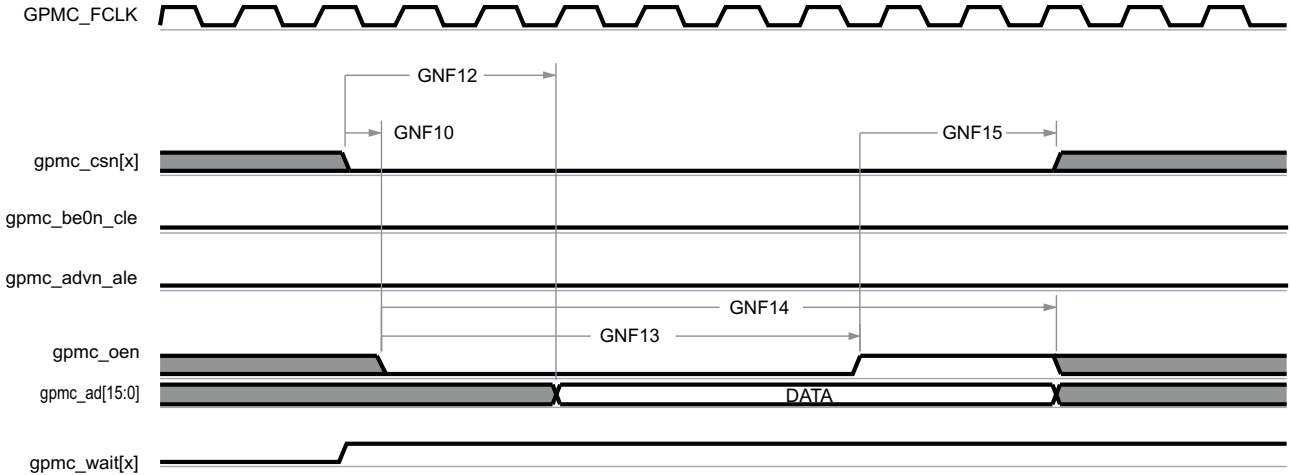 GPMC_FCLK
GNF12
GNF10
GNF15
gpmc_csn[x]
gpmc_be0n_cle
gpmc_advn_ale
GNF14
GNF13
gpmc_oen
gpmc_ad[15:0]
DATA
gpmc_wait[x]